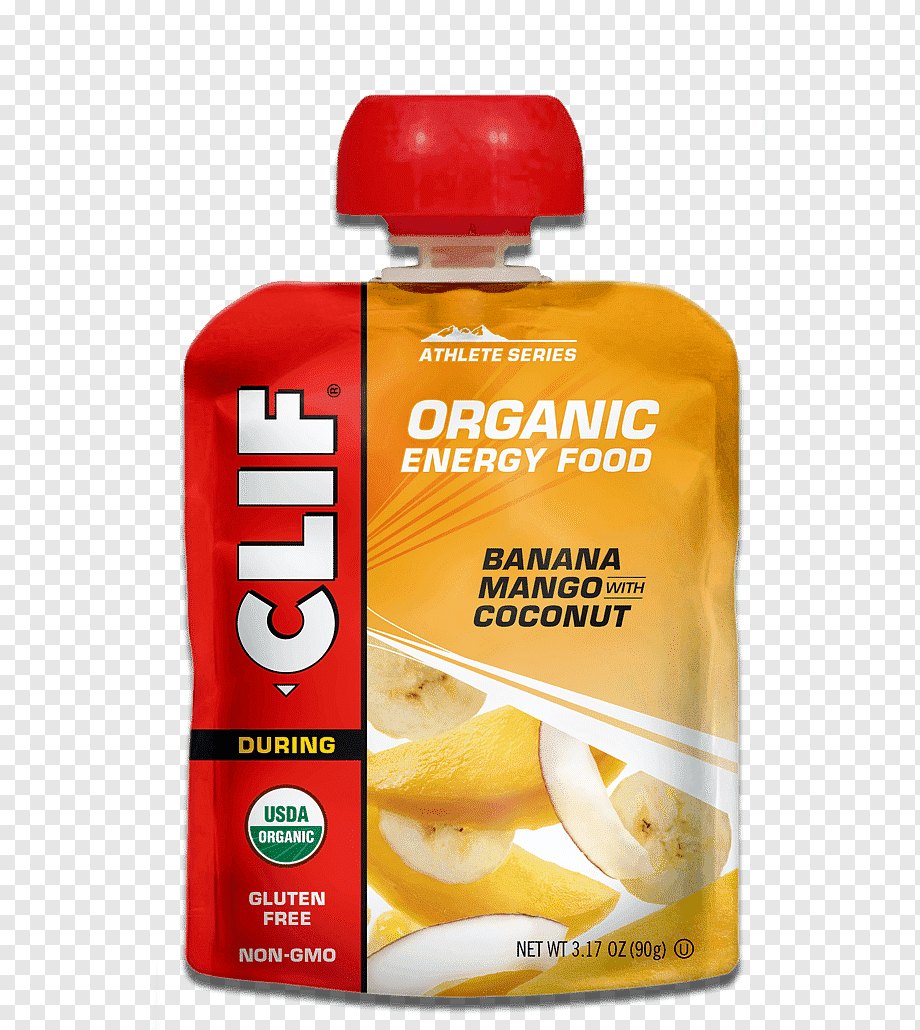 ATHLETE SERIES
ORGANIC
ENERGY FOOD
BANANA
MANGO WITH
COCONUT
CLIF®
DURING
USDA
ORGANIC
GLUTEN
FREE
NON-GMO
NET WT 3.17 OZ (90g) U